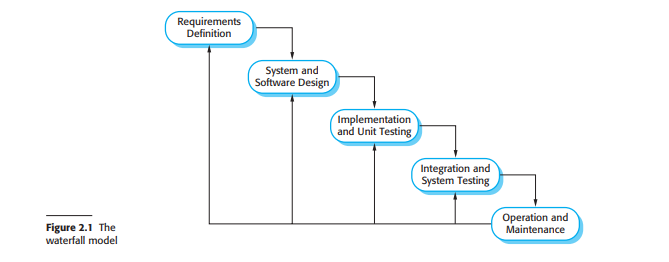 Requirements
Definition
System and
Software Design
Implementation
and Unit Testing
Integration and
System Testing
Operation and
Maintenance
Figure 2.1 The
waterfall model